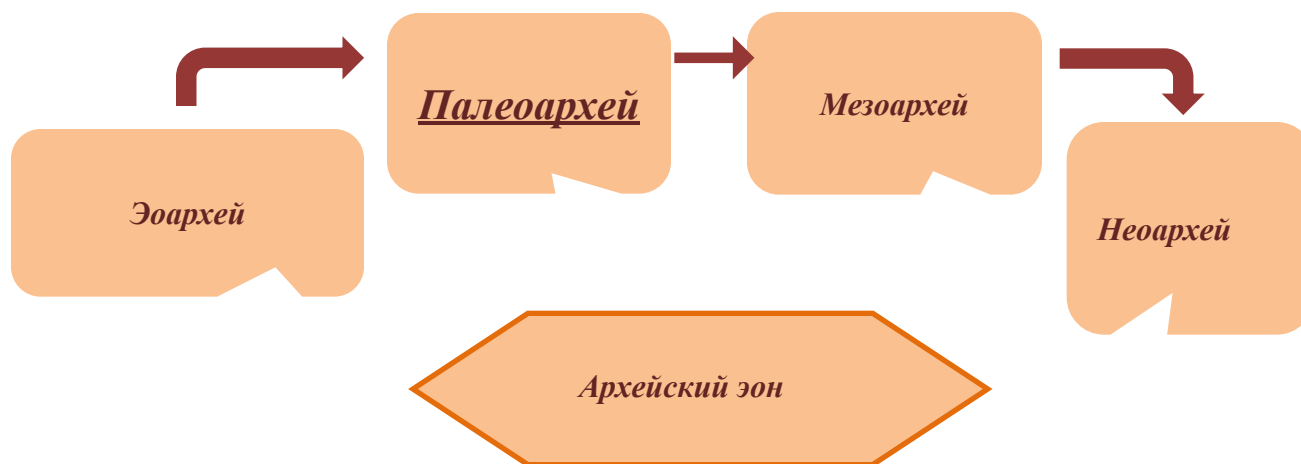 Эоархей
Палеоархей
Мезоархей
Неоархей
Архейский эон